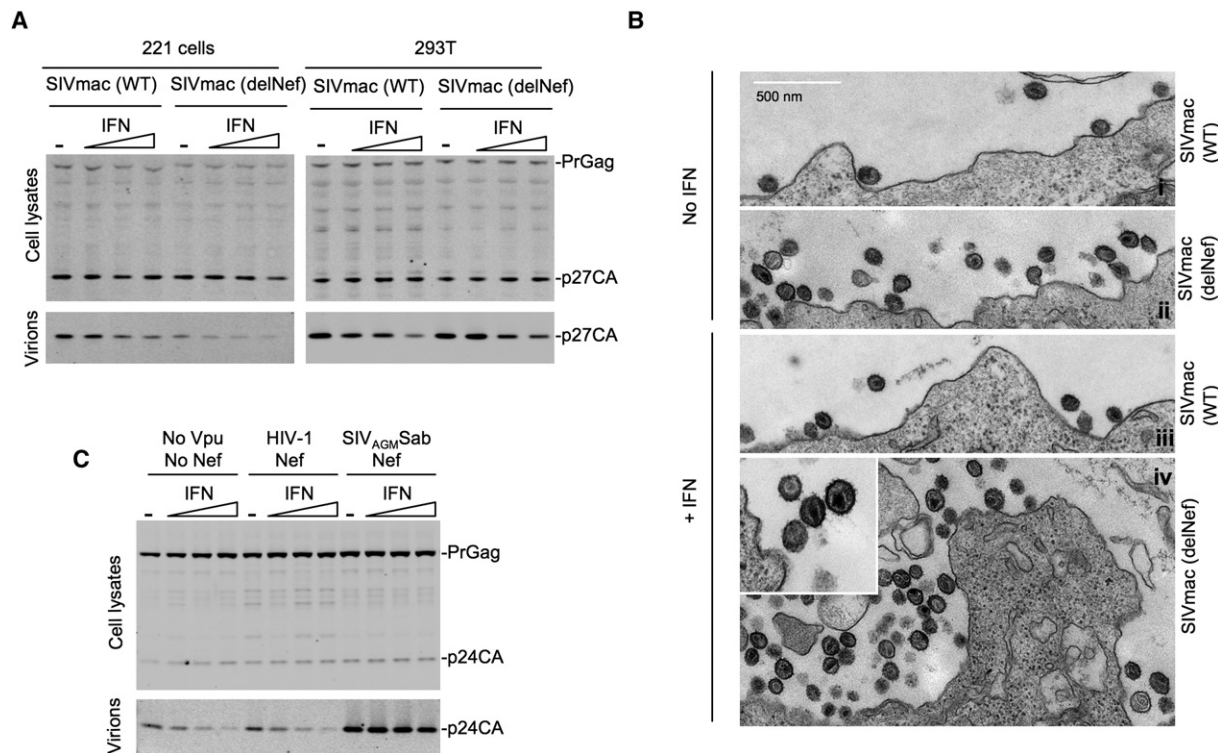 A
221 cells
293T
SIVmac (WT) SIVmac (delNef)
SIVmac (WT) SIVmac (delNef)
- IFN - IFN
- IFN - IFN
Cell lysates
-PrGag
-p27CA
Virions
-p27CA
B
500 nm
No IFN
SIVmac (WT)
i
SIVmac (delNef)
ii
+ IFN
SIVmac (WT)
iii
SIVmac (delNef)
iv
C
No Vpu No Nef
HIV-1 Nef
SIVAGMSab Nef
- IFN - IFN - IFN
Cell lysates
-PrGag
-p24CA
Virions
-p24CA